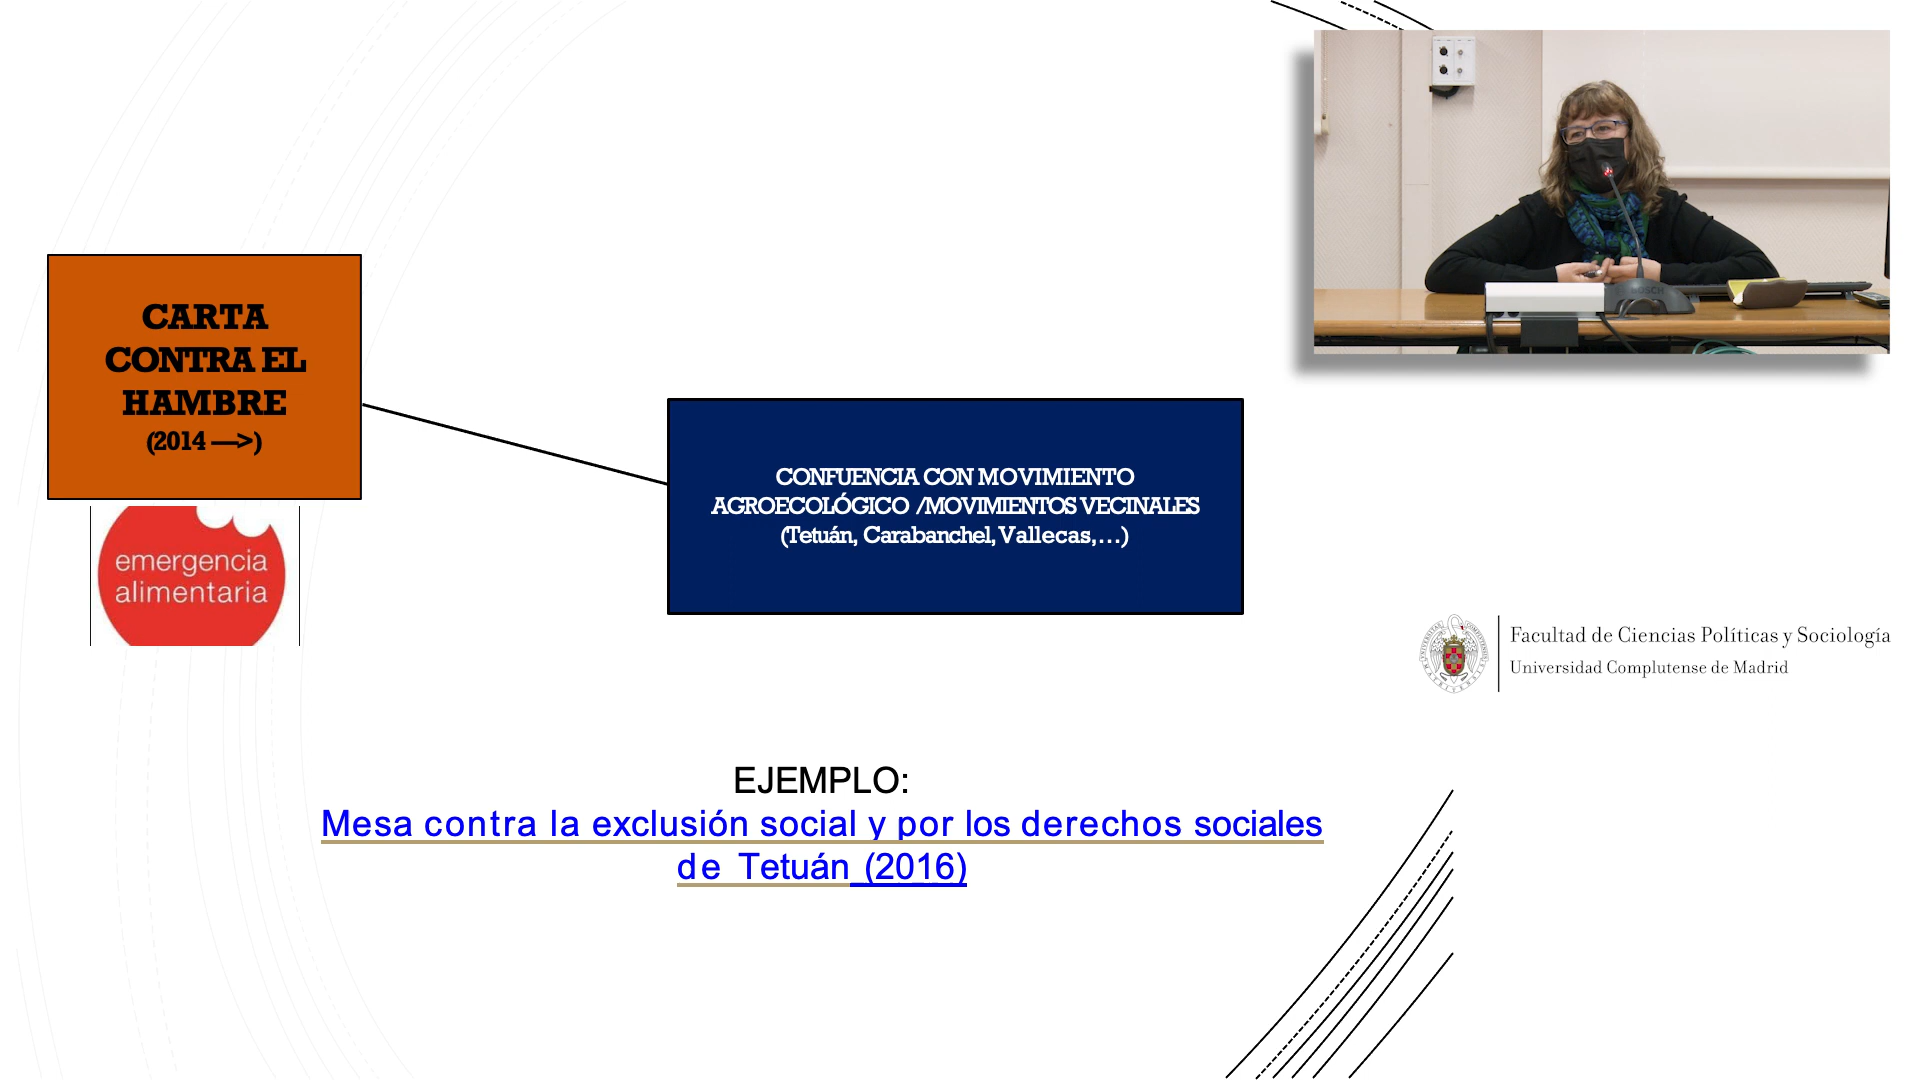 CARTA
CONTRA EL
HAMBRE
(2014 —>)
emergencia
alimentaria
CONFUENCIA CON MOVIMIENTO
AGROECOLÓGICO /MOVIMIENTOS VECINALES
(Tetuán, Carabanchel, Vallecas,…)
BOSCH
Facultad de Ciencias Políticas y Sociología
Universidad Complutense de Madrid
EJEMPLO:
Mesa contra la exclusión social y por los derechos sociales
de Tetuán (2016)